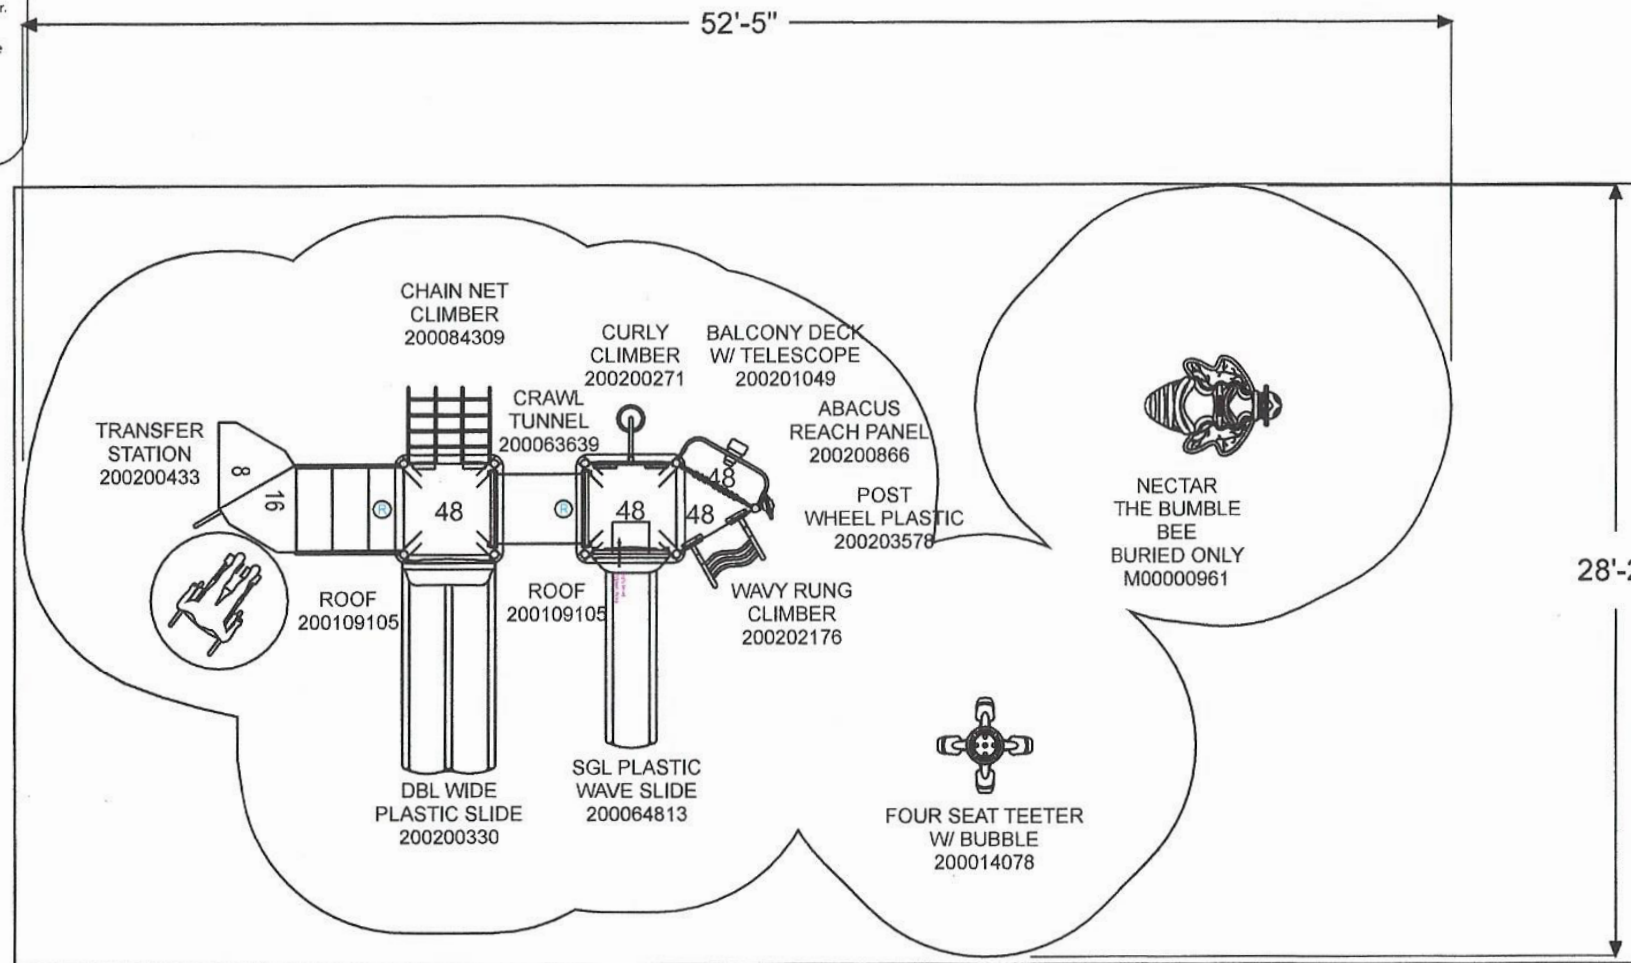 r.
e
52'-5"
CHAIN NET
CLIMBER
200084309
CURLY
CLIMBER
200200271
BALCONY DECK
W/ TELESCOPE
200201049
CRAWL
TUNNEL
200063639
ABACUS
REACH PANEL
200200866
TRANSFER
STATION
200200433
8
16
R
48
R
48
48
48
POST
WHEEL PLASTIC
200203578
NECTAR
THE BUMBLE
BEE
BURIED ONLY
M00000961
28'-2
ROOF
200109105
ROOF
200109105
WAVY RUNG
CLIMBER
200202176
DBL WIDE
PLASTIC SLIDE
200200330
SGL PLASTIC
WAVE SLIDE
200064813
FOUR SEAT TEETER
W/ BUBBLE
200014078